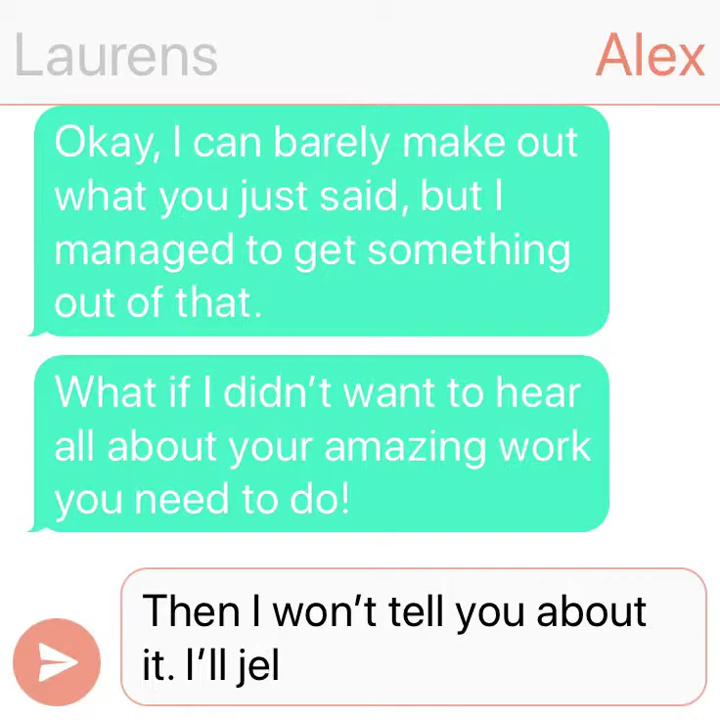 Laurens
Alex
Okay, I can barely make out
what you just said, but I
managed to get something
out of that.
What if I didn't want to hear
all about your amazing work
you need to do!
Then I won't tell you about
it. I'll jel